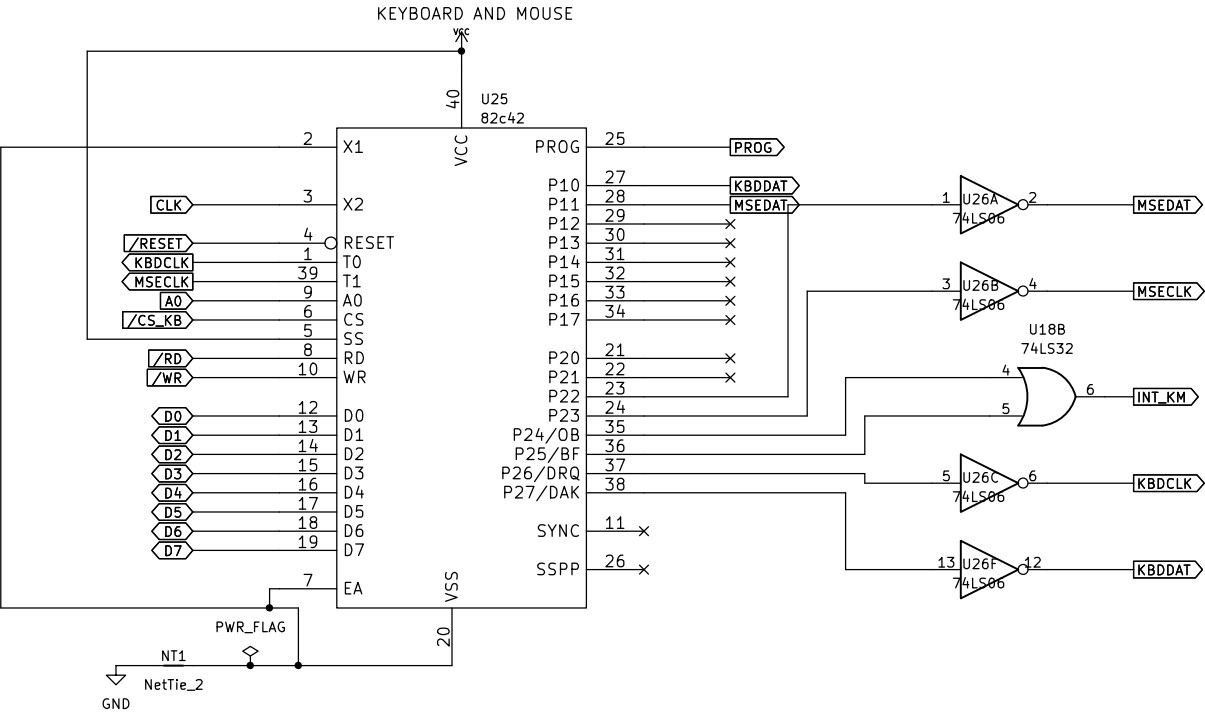 KEYBOARD AND MOUSE
vcc
40
U25
82c42
VCC
2 X1
PROG 25 PROG
P10 27 KBDDAT
CLK 3 X2
P11 28 MSEDAT
1 U26A 2 MSEDAT
74LS06
P12 29
/RESET 4 RESET
P13 30
KBDCLK 1 T0
P14 31
MSECLK 39 T1
P15 32
3 U26B 4 MSECLK
74LS06
A0 9 A0
P16 33
/CS_KB 6 CS
P17 34
5 SS
U18B
74LS32
/RD 8 RD
P20 21
/WR 10 WR
P21 22
4
P22 23
6 INT_KM
D0 12 D0
P23 24
5
D1 13 D1
P24/OB 35
D2 14 D2
P25/BF 36
D3 15 D3
P26/DRQ 37
5 U26C 6 KBDCLK
74LS06
D4 16 D4
P27/DAK 38
D5 17 D5
D6 18 D6
SYNC 11
D7 19 D7
SSPP 26
13 U26F 12 KBDDAT
74LS06
7 EA
VSS
20
PWR_FLAG
NT1
NetTie_2
GND